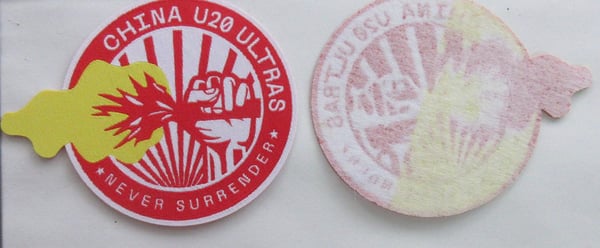 CHINA U20 ULTRAS
★NEVER SURRENDER★